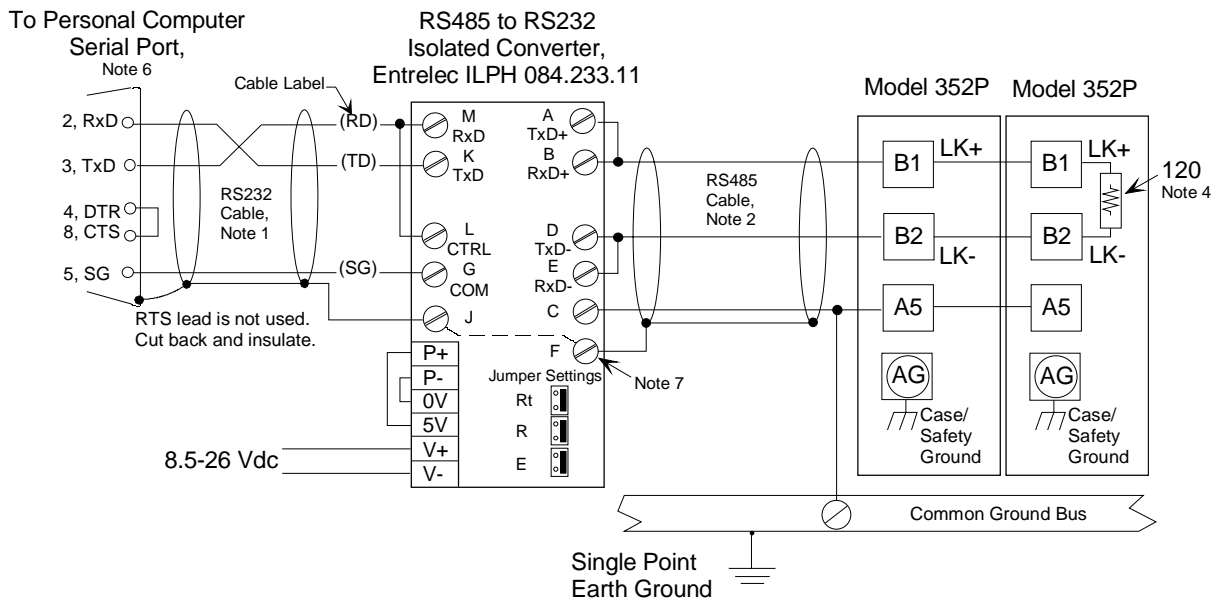 To Personal Computer
Serial Port,
Note 6
RS485 to RS232
Isolated Converter,
Entrelec ILPH 084.233.11
Model 352P
Model 352P
Cable Label
2, RxD
3, TxD
4, DTR
8, CTS
5, SG
(RD)
(TD)
(SG)
RS232
Cable,
Note 1
RTS lead is not used.
Cut back and insulate.
M
RxD
K
TxD
L
CTRL
G
COM
J
A
TxD+
B
RxD+
D
TxD-
E
RxD-
C
F
Note 7
P+
P-
0V
5V
V+
V-
8.5-26 Vdc
Jumper Settings
Rt
R
E
RS485
Cable,
Note 2
B1
LK+
B2
LK-
A5
AG
Case/
Safety
Ground
B1
LK+
B2
LK-
A5
AG
Case/
Safety
Ground
120
Note 4
Common Ground Bus
Single Point
Earth Ground